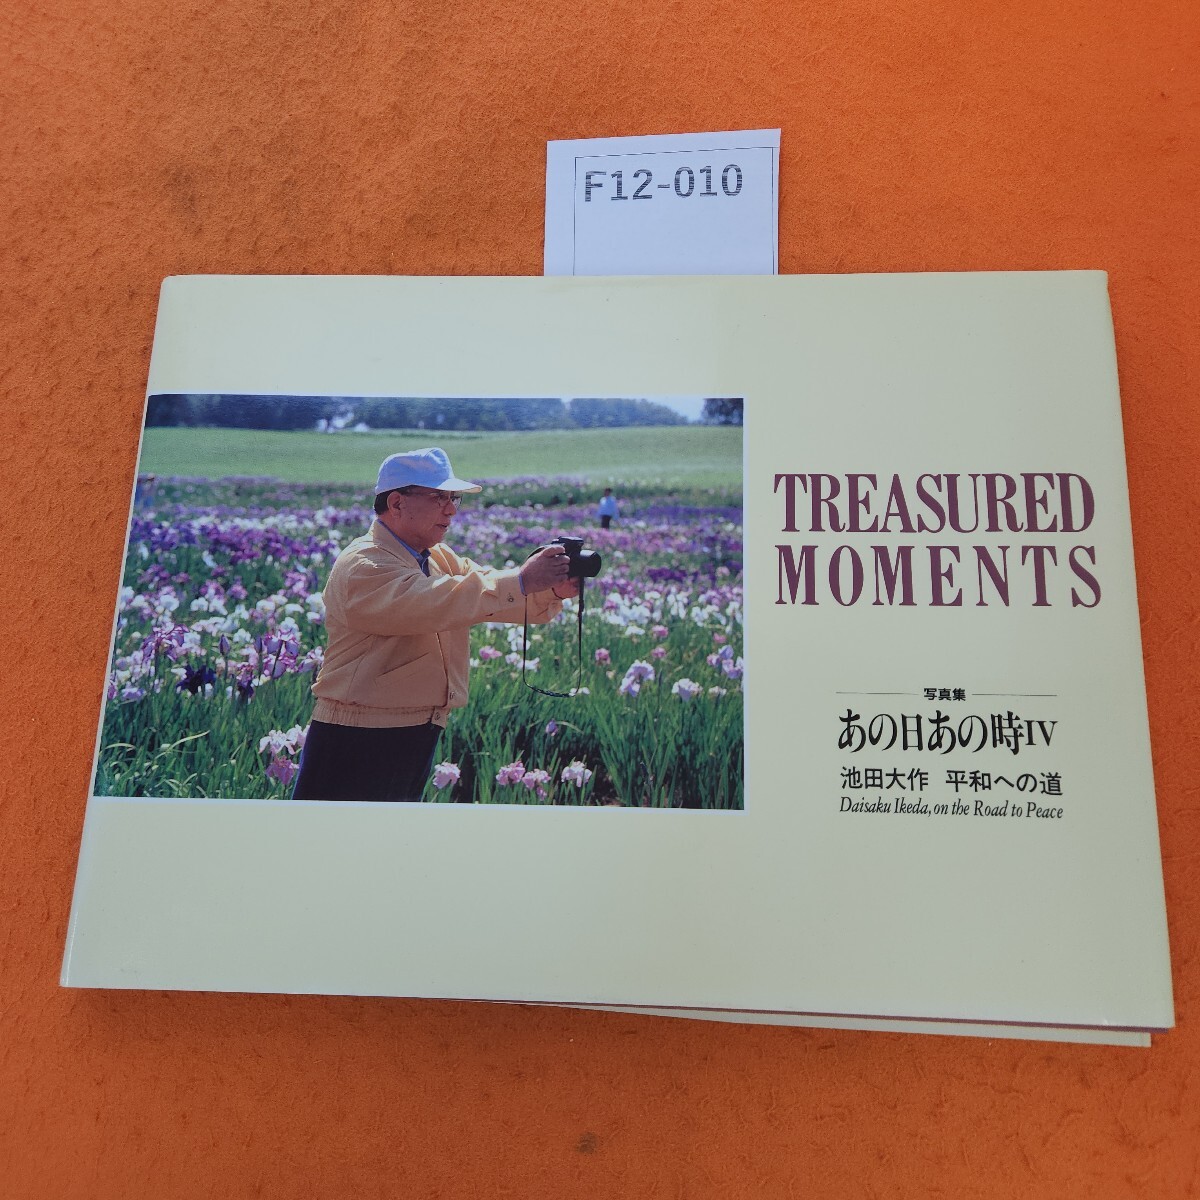 F12-010
TREASURED
MOMENTS
写真集
あの日あの時IV
池田大作 平和への道
Daisaku Ikeda, on the Road to Peace